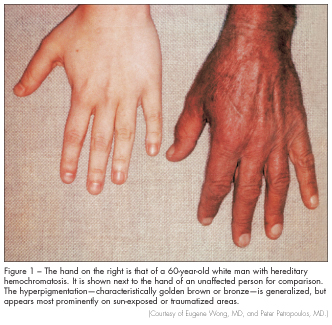 Figure 1 – The hand on the right is that of a 60-year-old white man with hereditary
hemochromatosis. It is shown next to the hand of an unaffected person for comparison.
The hyperpigmentation—characteristically golden brown or bronze—is generalized, but
appears most prominently on sun-exposed or traumatized areas.
(Courtesy of Eugene Wong, MD, and Peter Petropoulos, MD.)